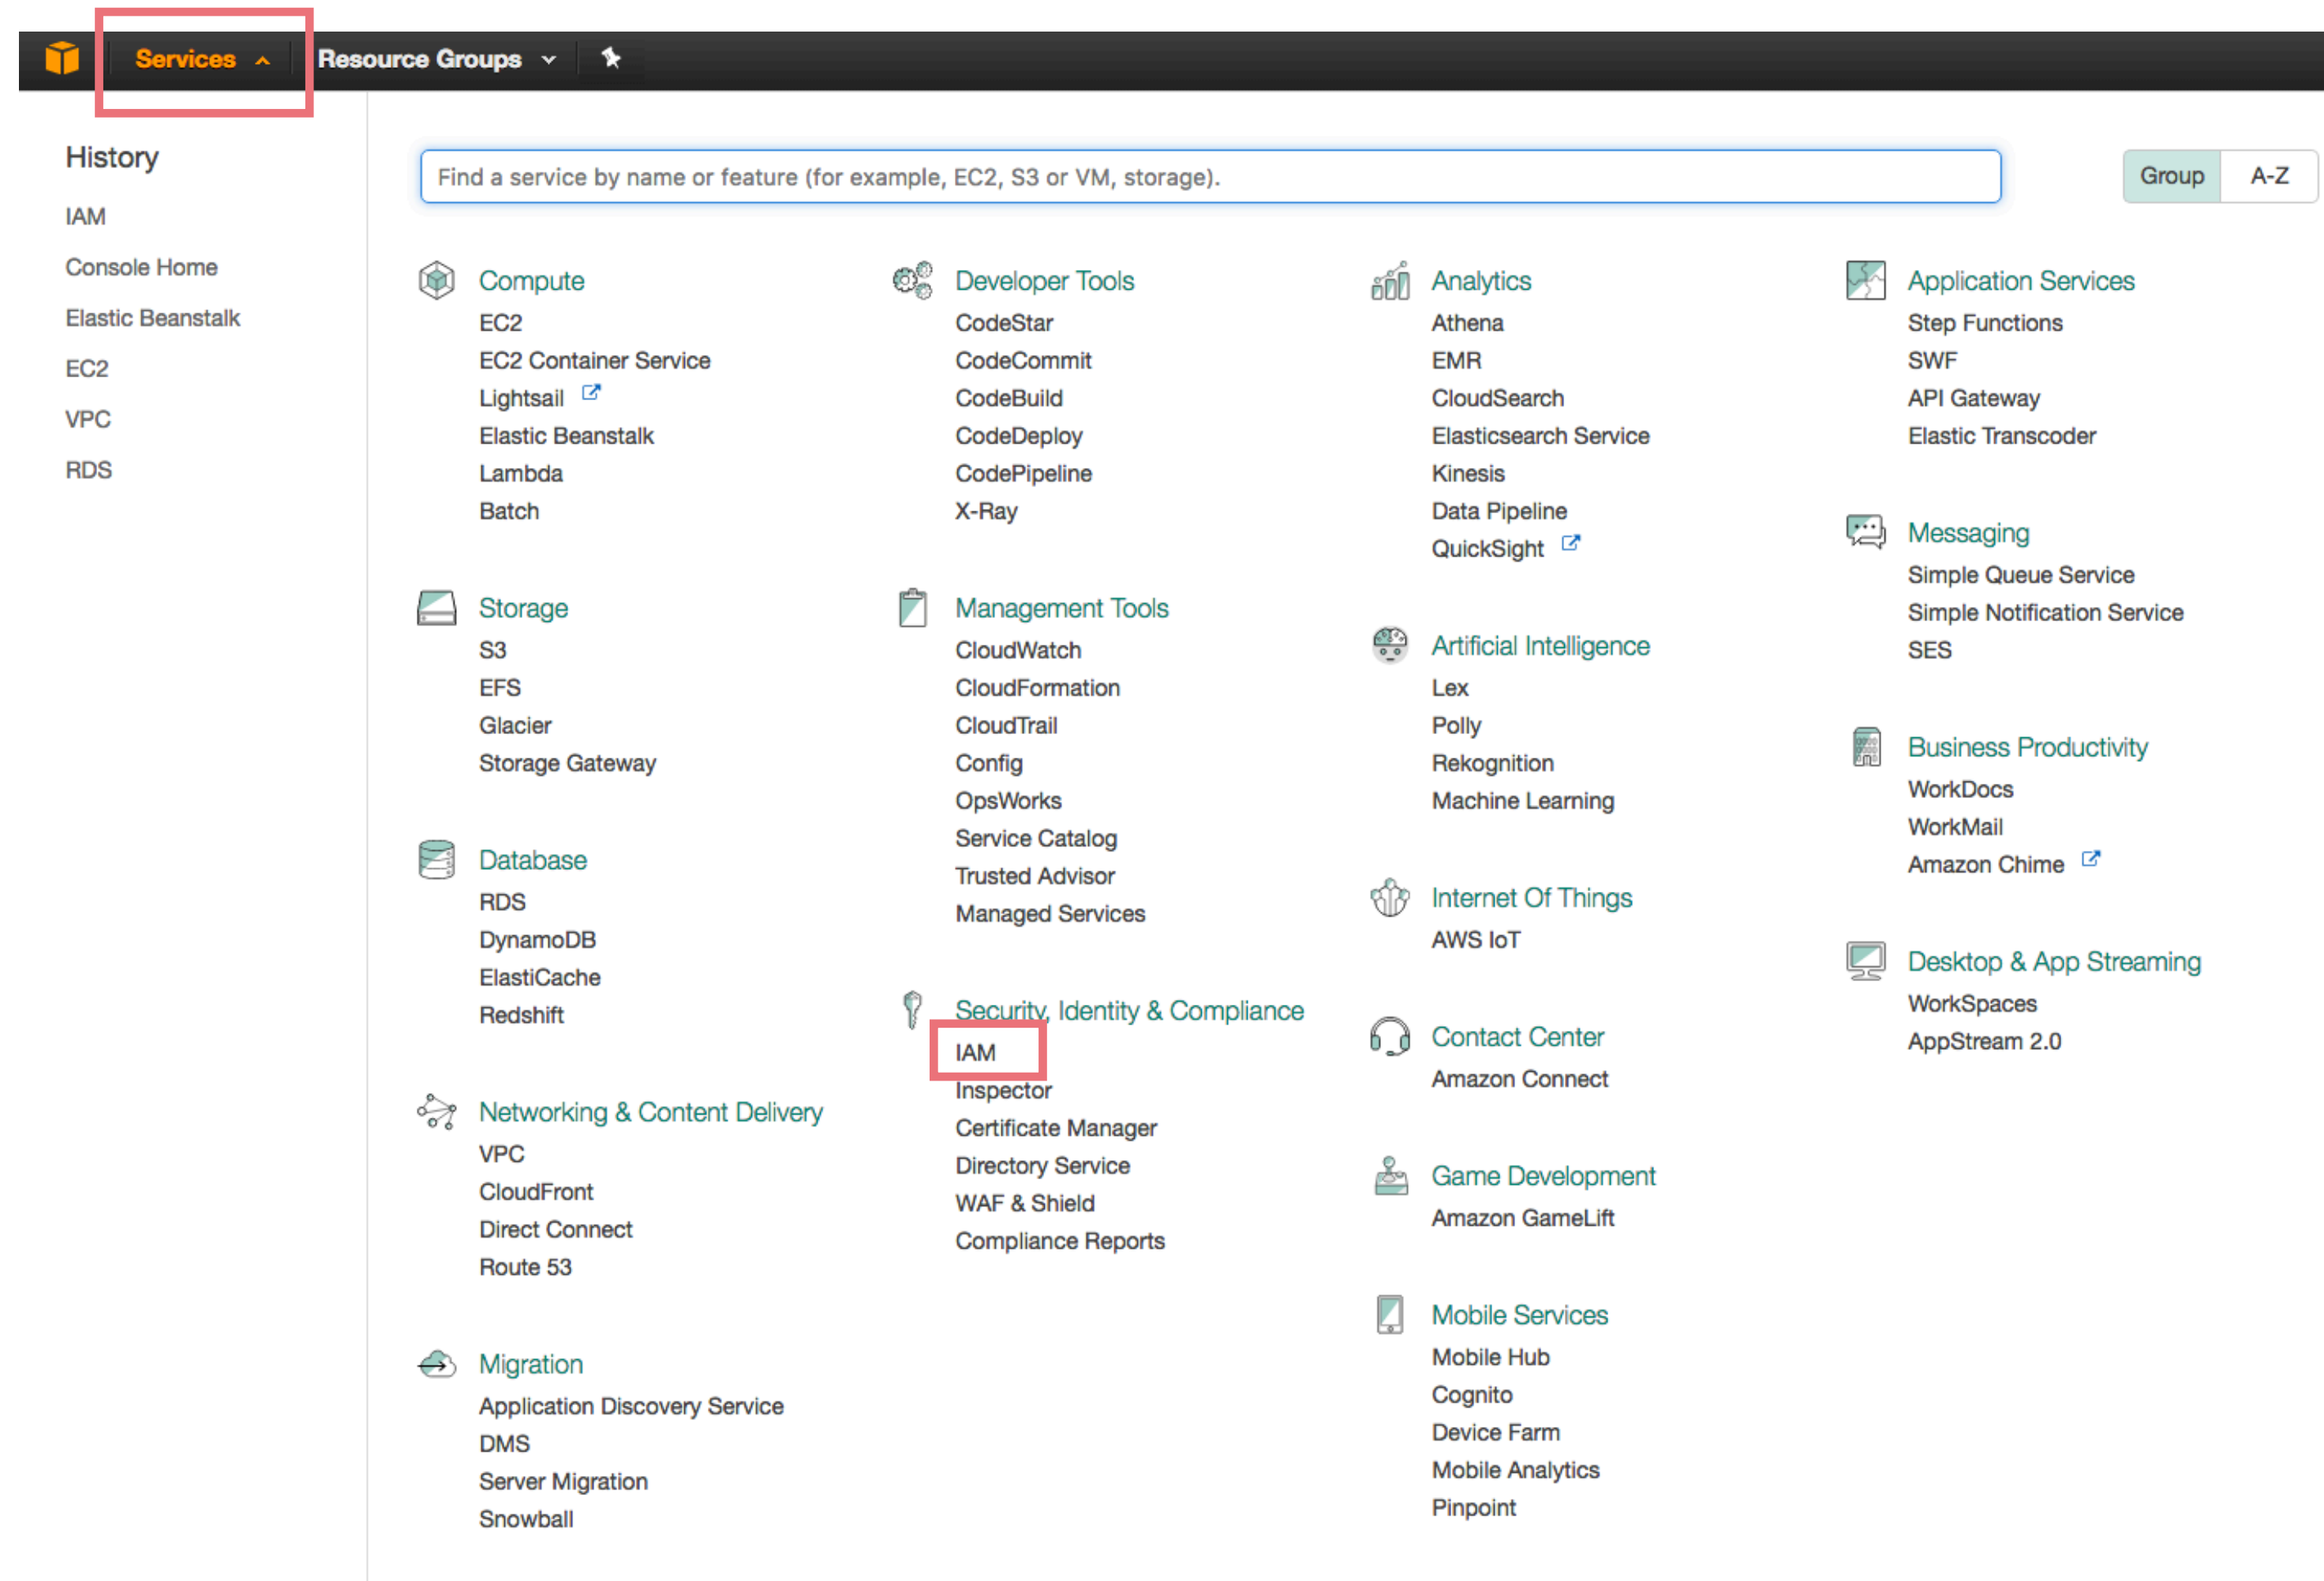 Services
Resource Groups
History
IAM
Console Home
Elastic Beanstalk
EC2
VPC
RDS
Find a service by name or feature (for example, EC2, S3 or VM, storage).
Group
A-Z
Compute
EC2
EC2 Container Service
Lightsail
Elastic Beanstalk
Lambda
Batch
Storage
S3
EFS
Glacier
Storage Gateway
Database
RDS
DynamoDB
ElastiCache
Redshift
Networking & Content Delivery
VPC
CloudFront
Direct Connect
Route 53
Migration
Application Discovery Service
DMS
Server Migration
Snowball
Developer Tools
CodeStar
CodeCommit
CodeBuild
CodeDeploy
CodePipeline
X-Ray
Management Tools
CloudWatch
CloudFormation
CloudTrail
Config
OpsWorks
Service Catalog
Trusted Advisor
Managed Services
Security, Identity & Compliance
IAM
Inspector
Certificate Manager
Directory Service
WAF & Shield
Compliance Reports
Analytics
Athena
EMR
CloudSearch
Elasticsearch Service
Kinesis
Data Pipeline
QuickSight
Artificial Intelligence
Lex
Polly
Rekognition
Machine Learning
Internet Of Things
AWS IoT
Contact Center
Amazon Connect
Game Development
Amazon GameLift
Mobile Services
Mobile Hub
Cognito
Device Farm
Mobile Analytics
Pinpoint
Application Services
Step Functions
SWF
API Gateway
Elastic Transcoder
Messaging
Simple Queue Service
Simple Notification Service
SES
Business Productivity
WorkDocs
WorkMail
Amazon Chime
Desktop & App Streaming
WorkSpaces
AppStream 2.0